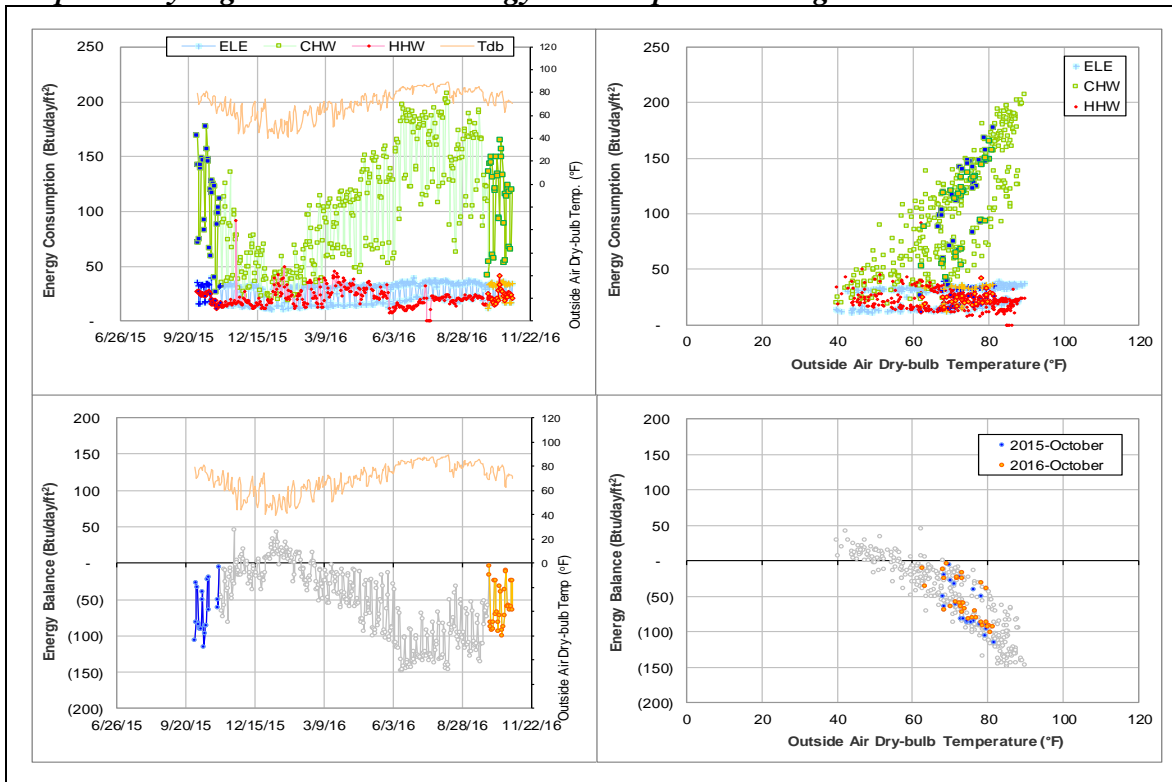 ELE CHW HHW Tdb
Energy Consumption (Btu/day/ft²)
250
200
150
100
50
-
120
100
80
60
40
20
0
Outside Air Dry-bulb Temp. (°F)
6/26/15 9/20/15 12/15/15 3/9/16 6/3/16 8/28/16 11/22/16
Energy Consumption (Btu/day/ft²)
250
200
150
100
50
-
ELE
CHW
HHW
0 20 40 60 80 100 120
Outside Air Dry-bulb Temperature (°F)
Energy Balance (Btu/day/ft²)
200
150
100
50
-
(50)
(100)
(150)
(200)
120
100
80
60
40
20
0
Outside Air Dry-bulb Temp (°F)
6/26/15 9/20/15 12/15/15 3/9/16 6/3/16 8/28/16 11/22/16
Energy Balance (Btu/day/ft²)
200
150
100
50
-
(50)
(100)
(150)
(200)
2015-October
2016-October
0 20 40 60 80 100 120
Outside Air Dry-bulb Temperature (°F)